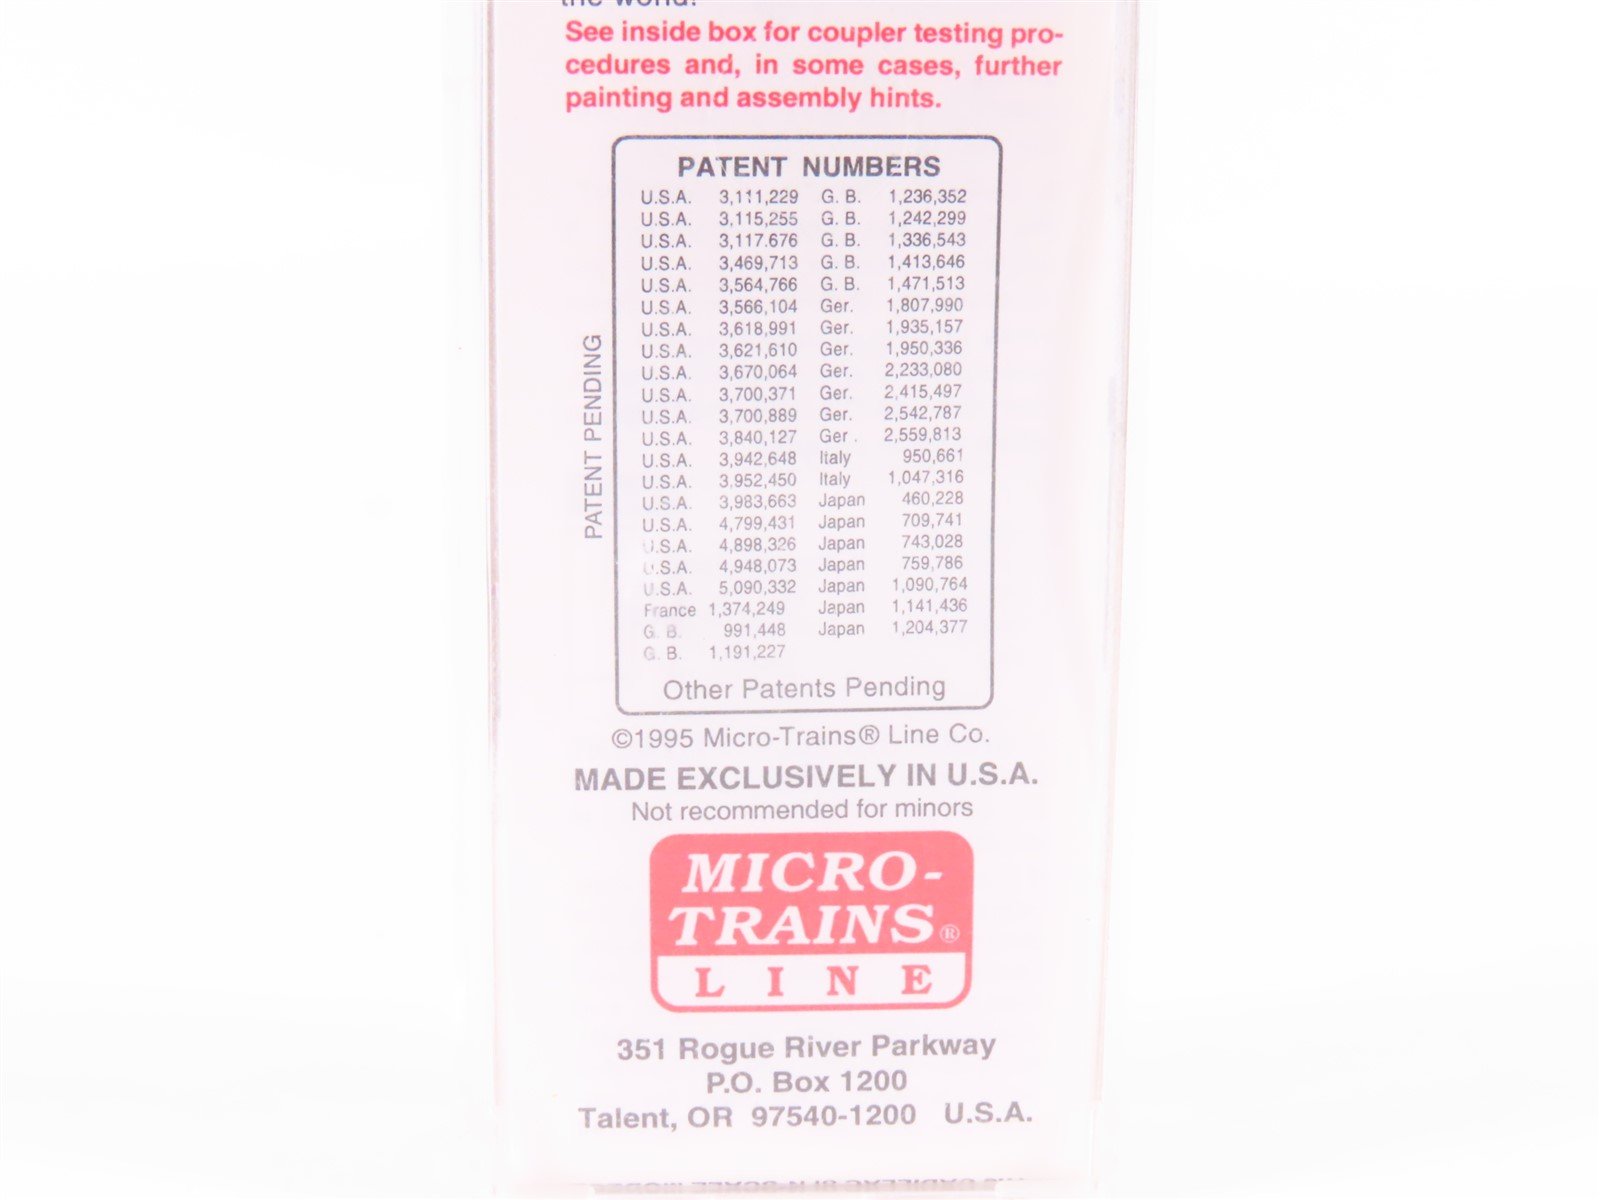 the world!
See inside box for coupler testing pro-
cedures and, in some cases, further
painting and assembly hints.
PATENT PENDING
PATENT NUMBERS
U.S.A. 3,111,229 G. B. 1,236,352
U.S.A. 3,115,255 G. B. 1,242,299
U.S.A. 3,117.676 G. B. 1,336,543
U.S.A. 3,469,713 G. B. 1,413,646
U.S.A. 3,564,766 G. B. 1,471,513
U.S.A. 3,566,104 Ger. 1,807,990
U.S.A. 3,618,991 Ger. 1,935,157
U.S.A. 3,621,610 Ger. 1,950,336
U.S.A. 3,670,064 Ger. 2,233,080
U.S.A. 3,700,371 Ger. 2,415,497
U.S.A. 3,700,889 Ger. 2,542,787
U.S.A. 3,840,127 Ger . 2,559,813
U.S.A. 3,942,648 Italy 950,661
U.S.A. 3,952,450 Italy 1,047,316
U.S.A. 3,983,663 Japan 460,228
U.S.A. 4,799,431 Japan 709,741
U.S.A. 4,898,326 Japan 743,028
U.S.A. 4,948,073 Japan 759,786
U.S.A. 5,090,332 Japan 1,090,764
France 1,374,249 Japan 1,141,436
G. B. 991,448 Japan 1,204,377
G. B. 1,191,227
Other Patents Pending
©1995 Micro-Trains® Line Co.
MADE EXCLUSIVELY IN U.S.A.
Not recommended for minors
MICRO-
TRAINS®
LINE
351 Rogue River Parkway
P.O. Box 1200
Talent, OR 97540-1200 U.S.A.